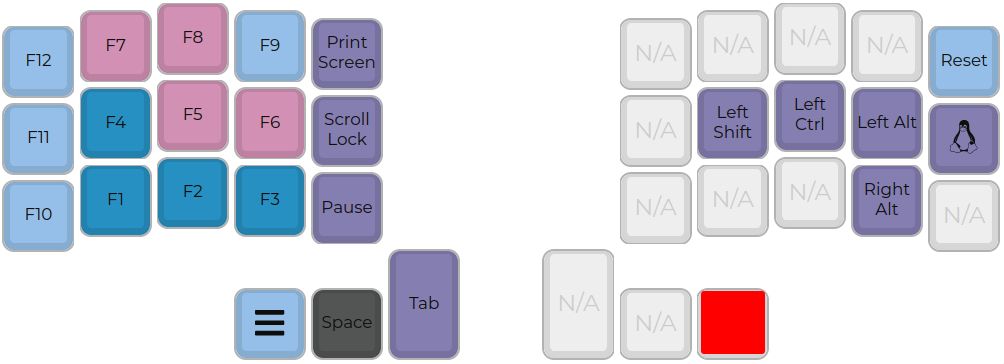 F12 F7 F8 F9 Print
Screen N/A N/A N/A N/A Reset
F11 F4 F5 F6 Scroll
Lock N/A Left
Shift Left
Ctrl Left Alt
F10 F1 F2 F3 Pause N/A N/A N/A Right
Alt N/A
Space Tab N/A N/A